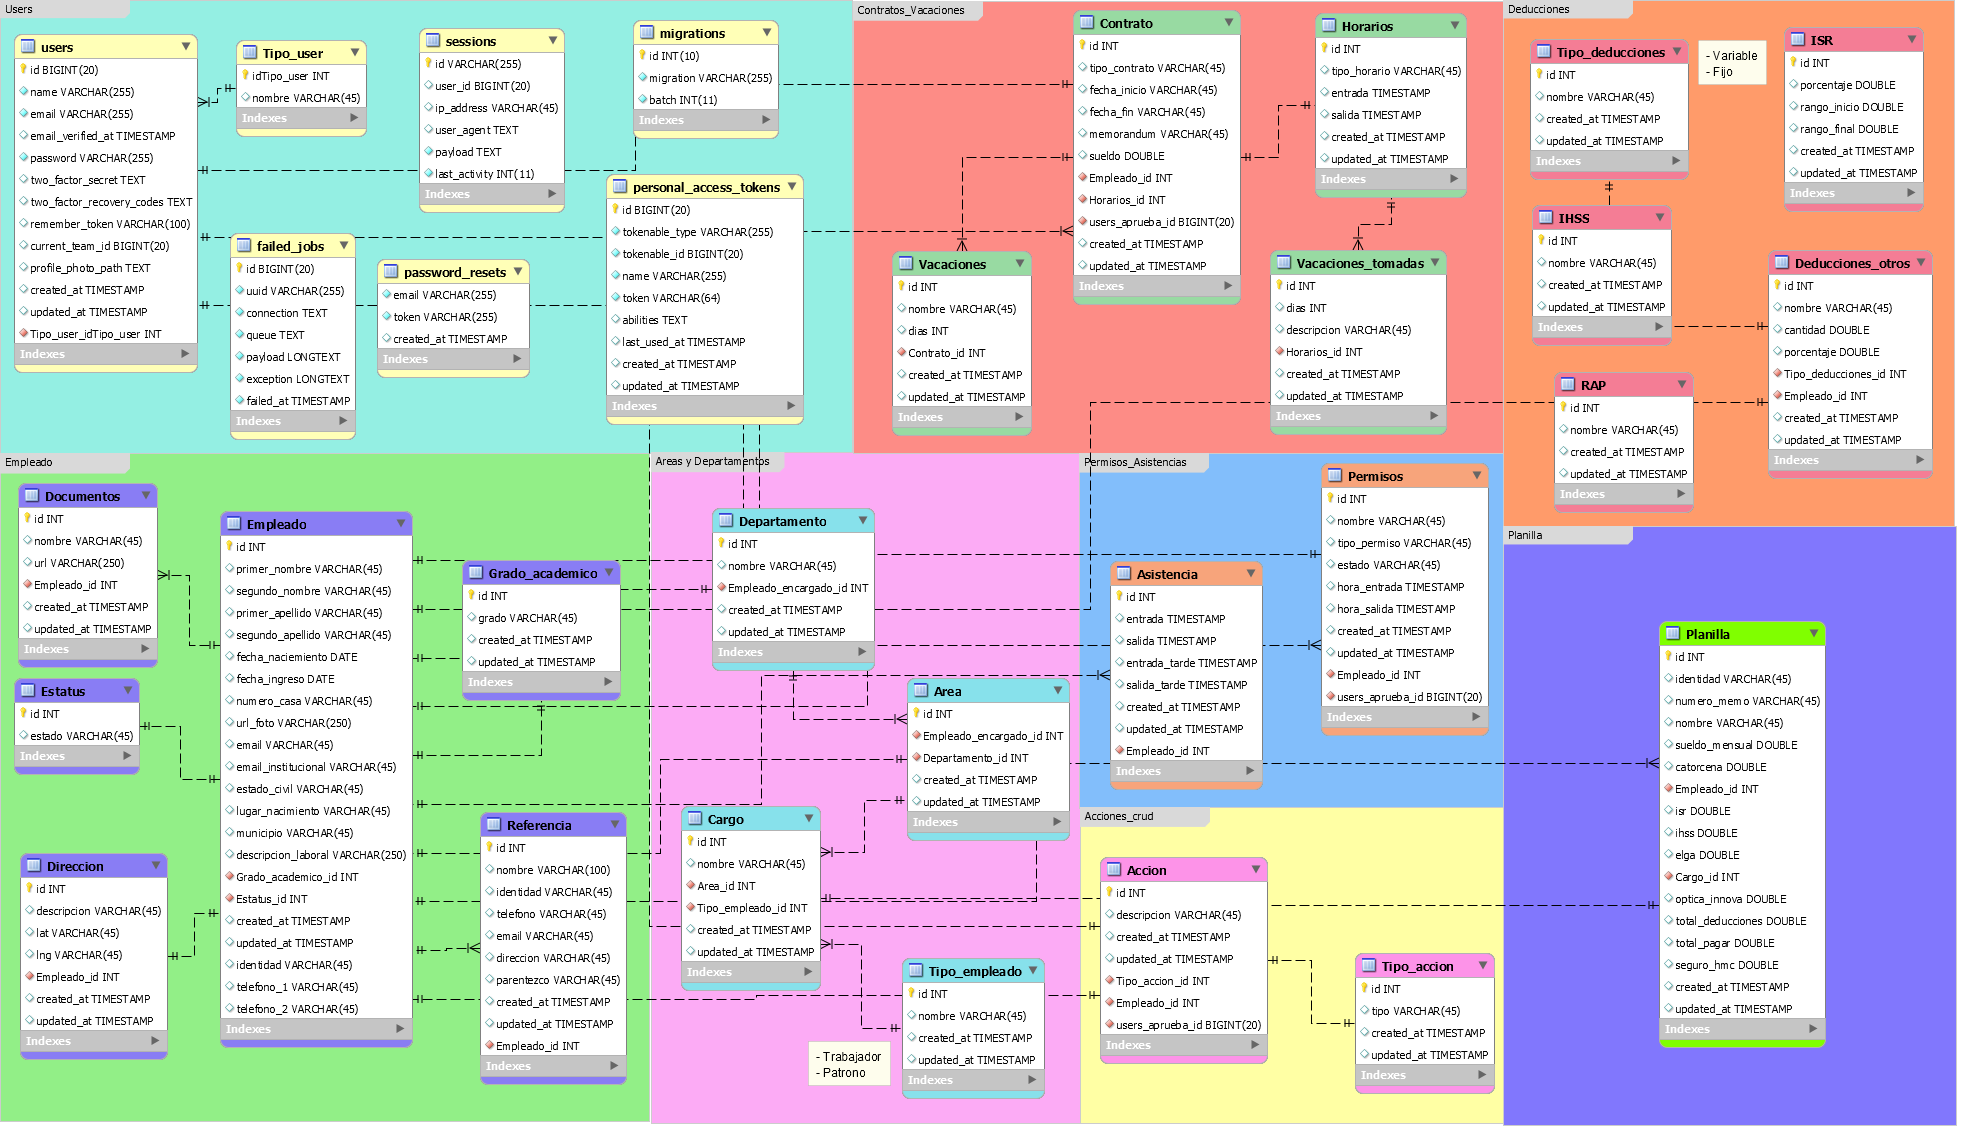 Users
users
id BIGINT(20)
name VARCHAR(255)
email VARCHAR(255)
email_verified_at TIMESTAMP
password VARCHAR(255)
two_factor_secret TEXT
two_factor_recovery_codes TEXT
remember_token VARCHAR(100)
current_team_id BIGINT(20)
profile_photo_path TEXT
created_at TIMESTAMP
updated_at TIMESTAMP
Tipo_user_idTipo_user INT
Indexes
Tipo_user
idTipo_user INT
nombre VARCHAR(45)
Indexes
sessions
id VARCHAR(255)
user_id BIGINT(20)
ip_address VARCHAR(45)
user_agent TEXT
payload TEXT
last_activity INT(11)
Indexes
migrations
id INT(10)
migration VARCHAR(255)
batch INT(11)
Indexes
failed_jobs
id BIGINT(20)
uuid VARCHAR(255)
connection TEXT
queue TEXT
payload LONGTEXT
exception LONGTEXT
failed_at TIMESTAMP
Indexes
password_resets
email VARCHAR(255)
token VARCHAR(255)
created_at TIMESTAMP
Indexes
personal_access_tokens
id BIGINT(20)
tokenable_type VARCHAR(255)
tokenable_id BIGINT(20)
name VARCHAR(255)
token VARCHAR(64)
abilities TEXT
last_used_at TIMESTAMP
created_at TIMESTAMP
updated_at TIMESTAMP
Indexes
Contratos_Vacaciones
Contrato
id INT
tipo_contrato VARCHAR(45)
fecha_inicio VARCHAR(45)
fecha_fin VARCHAR(45)
memorandum VARCHAR(45)
sueldo DOUBLE
Empleado_id INT
Horarios_id INT
users_aprueba_id BIGINT(20)
created_at TIMESTAMP
updated_at TIMESTAMP
Indexes
Horarios
id INT
tipo_horario VARCHAR(45)
entrada TIMESTAMP
salida TIMESTAMP
created_at TIMESTAMP
updated_at TIMESTAMP
Indexes
Vacaciones
id INT
nombre VARCHAR(45)
dias INT
Contrato_id INT
created_at TIMESTAMP
updated_at TIMESTAMP
Indexes
Vacaciones_tomadas
id INT
dias INT
descripcion VARCHAR(45)
Horarios_id INT
created_at TIMESTAMP
updated_at TIMESTAMP
Indexes
Deducciones
Tipo_deducciones
id INT
nombre VARCHAR(45)
created_at TIMESTAMP
updated_at TIMESTAMP
Indexes
- Variable
- Fijo
ISR
id INT
porcentaje DOUBLE
rango_inicio DOUBLE
rango_final DOUBLE
created_at TIMESTAMP
updated_at TIMESTAMP
Indexes
IHSS
id INT
nombre VARCHAR(45)
created_at TIMESTAMP
updated_at TIMESTAMP
Indexes
Deducciones_otros
id INT
nombre VARCHAR(45)
cantidad DOUBLE
porcentaje DOUBLE
Tipo_deducciones_id INT
Empleado_id INT
created_at TIMESTAMP
updated_at TIMESTAMP
Indexes
RAP
id INT
nombre VARCHAR(45)
created_at TIMESTAMP
updated_at TIMESTAMP
Indexes
Empleado
Documentos
id INT
nombre VARCHAR(45)
url VARCHAR(250)
Empleado_id INT
created_at TIMESTAMP
updated_at TIMESTAMP
Indexes
Estatus
id INT
estado VARCHAR(45)
Indexes
Direccion
id INT
descripcion VARCHAR(45)
lat VARCHAR(45)
lng VARCHAR(45)
Empleado_id INT
created_at TIMESTAMP
updated_at TIMESTAMP
Indexes
Empleado
id INT
primer_nombre VARCHAR(45)
segundo_nombre VARCHAR(45)
primer_apellido VARCHAR(45)
segundo_apellido VARCHAR(45)
fecha_naciemiento DATE
fecha_ingreso DATE
numero_casa VARCHAR(45)
url_foto VARCHAR(250)
email VARCHAR(45)
email_institucional VARCHAR(45)
estado_civil VARCHAR(45)
lugar_nacimiento VARCHAR(45)
municipio VARCHAR(45)
descripcion_laboral VARCHAR(250)
Grado_academico_id INT
Estatus_id INT
created_at TIMESTAMP
updated_at TIMESTAMP
identidad VARCHAR(45)
telefono_1 VARCHAR(45)
telefono_2 VARCHAR(45)
Indexes
Grado_academico
id INT
grado VARCHAR(45)
created_at TIMESTAMP
updated_at TIMESTAMP
Indexes
Referencia
id INT
nombre VARCHAR(100)
identidad VARCHAR(45)
telefono VARCHAR(45)
email VARCHAR(45)
direccion VARCHAR(45)
parentezco VARCHAR(45)
created_at TIMESTAMP
updated_at TIMESTAMP
Empleado_id INT
Indexes
Areas y Departamentos
Departamento
id INT
nombre VARCHAR(45)
Empleado_encargado_id INT
created_at TIMESTAMP
updated_at TIMESTAMP
Indexes
Area
id INT
Empleado_encargado_id INT
Departamento_id INT
created_at TIMESTAMP
updated_at TIMESTAMP
Indexes
Cargo
id INT
nombre VARCHAR(45)
Area_id INT
Tipo_empleado_id INT
created_at TIMESTAMP
updated_at TIMESTAMP
Indexes
Tipo_empleado
id INT
nombre VARCHAR(45)
created_at TIMESTAMP
updated_at TIMESTAMP
Indexes
- Trabajador
- Patrono
Permisos_Asistencias
Asistencia
id INT
entrada TIMESTAMP
salida TIMESTAMP
entrada_tarde TIMESTAMP
salida_tarde TIMESTAMP
created_at TIMESTAMP
updated_at TIMESTAMP
Empleado_id INT
Indexes
Permisos
id INT
nombre VARCHAR(45)
tipo_permiso VARCHAR(45)
estado VARCHAR(45)
hora_entrada TIMESTAMP
hora_salida TIMESTAMP
created_at TIMESTAMP
updated_at TIMESTAMP
Empleado_id INT
users_aprueba_id BIGINT(20)
Indexes
Acciones_crud
Accion
id INT
descripcion VARCHAR(45)
created_at TIMESTAMP
updated_at TIMESTAMP
Tipo_accion_id INT
Empleado_id INT
users_aprueba_id BIGINT(20)
Indexes
Tipo_accion
id INT
tipo VARCHAR(45)
created_at TIMESTAMP
updated_at TIMESTAMP
Indexes
Planilla
Planilla
id INT
identidad VARCHAR(45)
numero_memo VARCHAR(45)
nombre VARCHAR(45)
sueldo_mensual DOUBLE
catorcena DOUBLE
Empleado_id INT
isr DOUBLE
ihss DOUBLE
elga DOUBLE
Cargo_id INT
optica_innova DOUBLE
total_deducciones DOUBLE
total_pagar DOUBLE
seguro_hmc DOUBLE
created_at TIMESTAMP
updated_at TIMESTAMP
Indexes